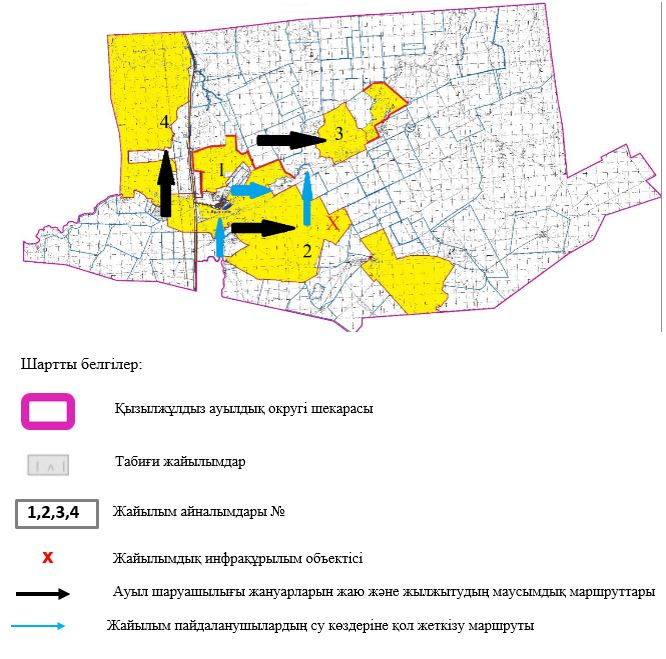 4
3
1
X
2
Шартты белгілер:
Қызылжұлдыз ауылдық округі шекарасы
Табиғи жайылымдар
1,2,3,4 Жайылым айналымдары №
X Жайылымдық инфрақұрылым объектісі
Ауыл шаруашылығы жануарларын жаю және жылжытудың маусымдық маршруттары
Жайылым пайдаланушылардың су көздеріне қол жеткізу маршруты